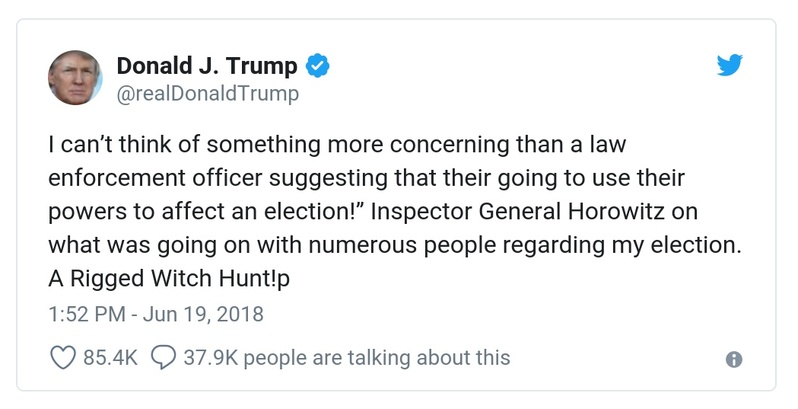 Donald J. Trump
@realDonaldTrump
I can’t think of something more concerning than a law
enforcement officer suggesting that their going to use their
powers to affect an election!” Inspector General Horowitz on
what was going on with numerous people regarding my election.
A Rigged Witch Hunt!p
1:52 PM - Jun 19, 2018
85.4K 37.9K people are talking about this